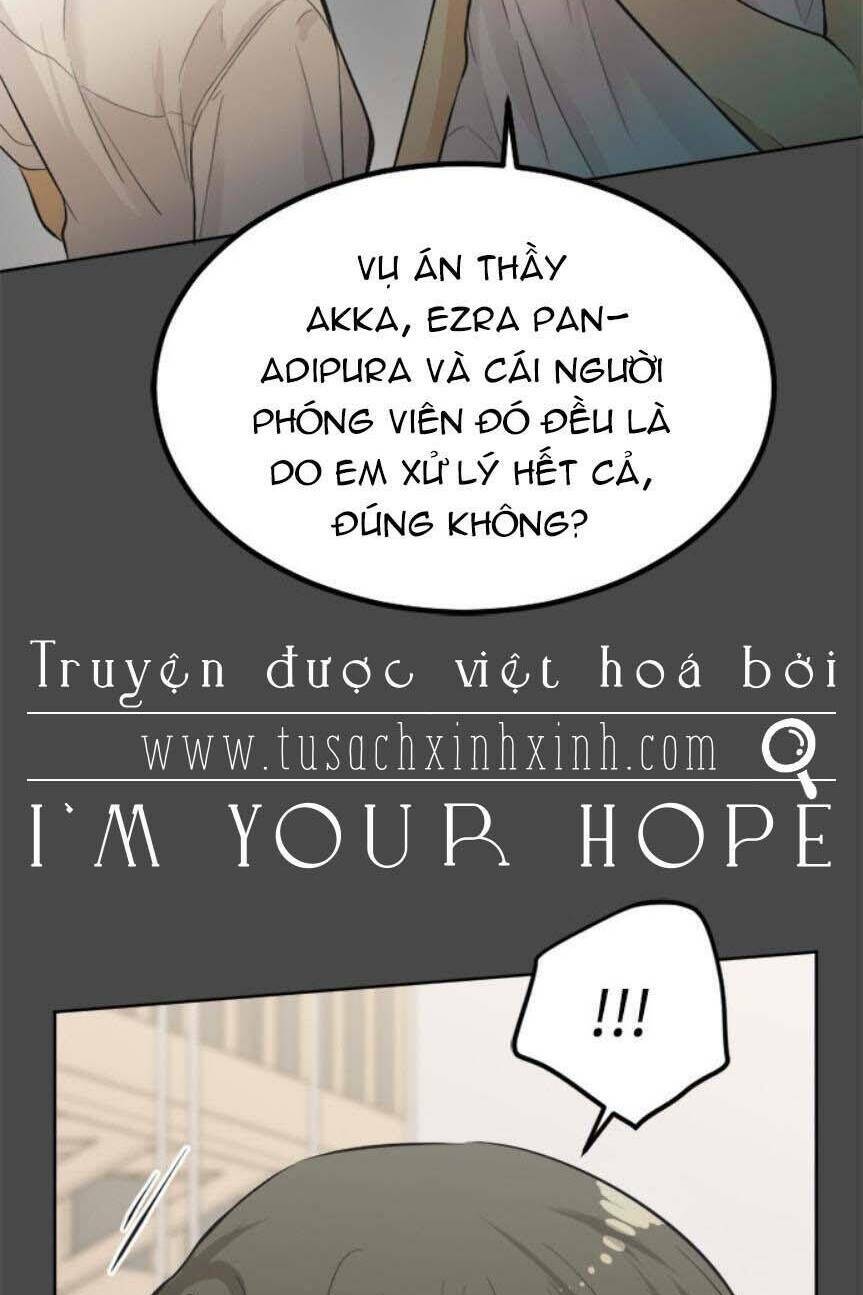 VỤ ÁN THẦY
AKKA, EZRA PAN-
ADIPURA VÀ CÁI NGƯỜI
PHÓNG VIÊN ĐÓ ĐỀU LÀ
DO EM XỬ LÝ HẾT CẢ,
ĐÚNG KHÔNG?
Truyện được việt hoá bởi
www.tusachxinhxinh.com
I'M YOUR HOPE
!!!